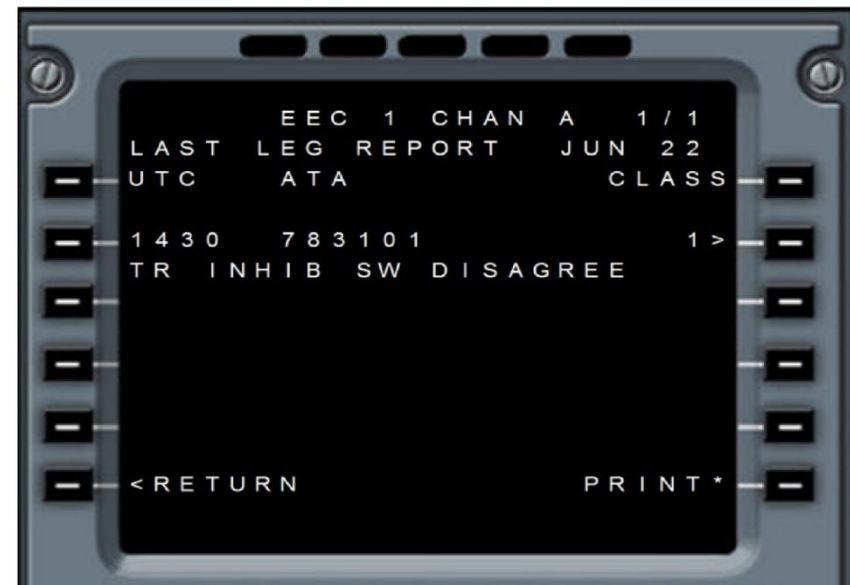 EEC 1 CHAN A 1/1
LAST LEG REPORT JUN 22
UTC ATA CLASS
1430 783101 1>
TR INHIB SW DISAGREE
<RETURN PRINT*